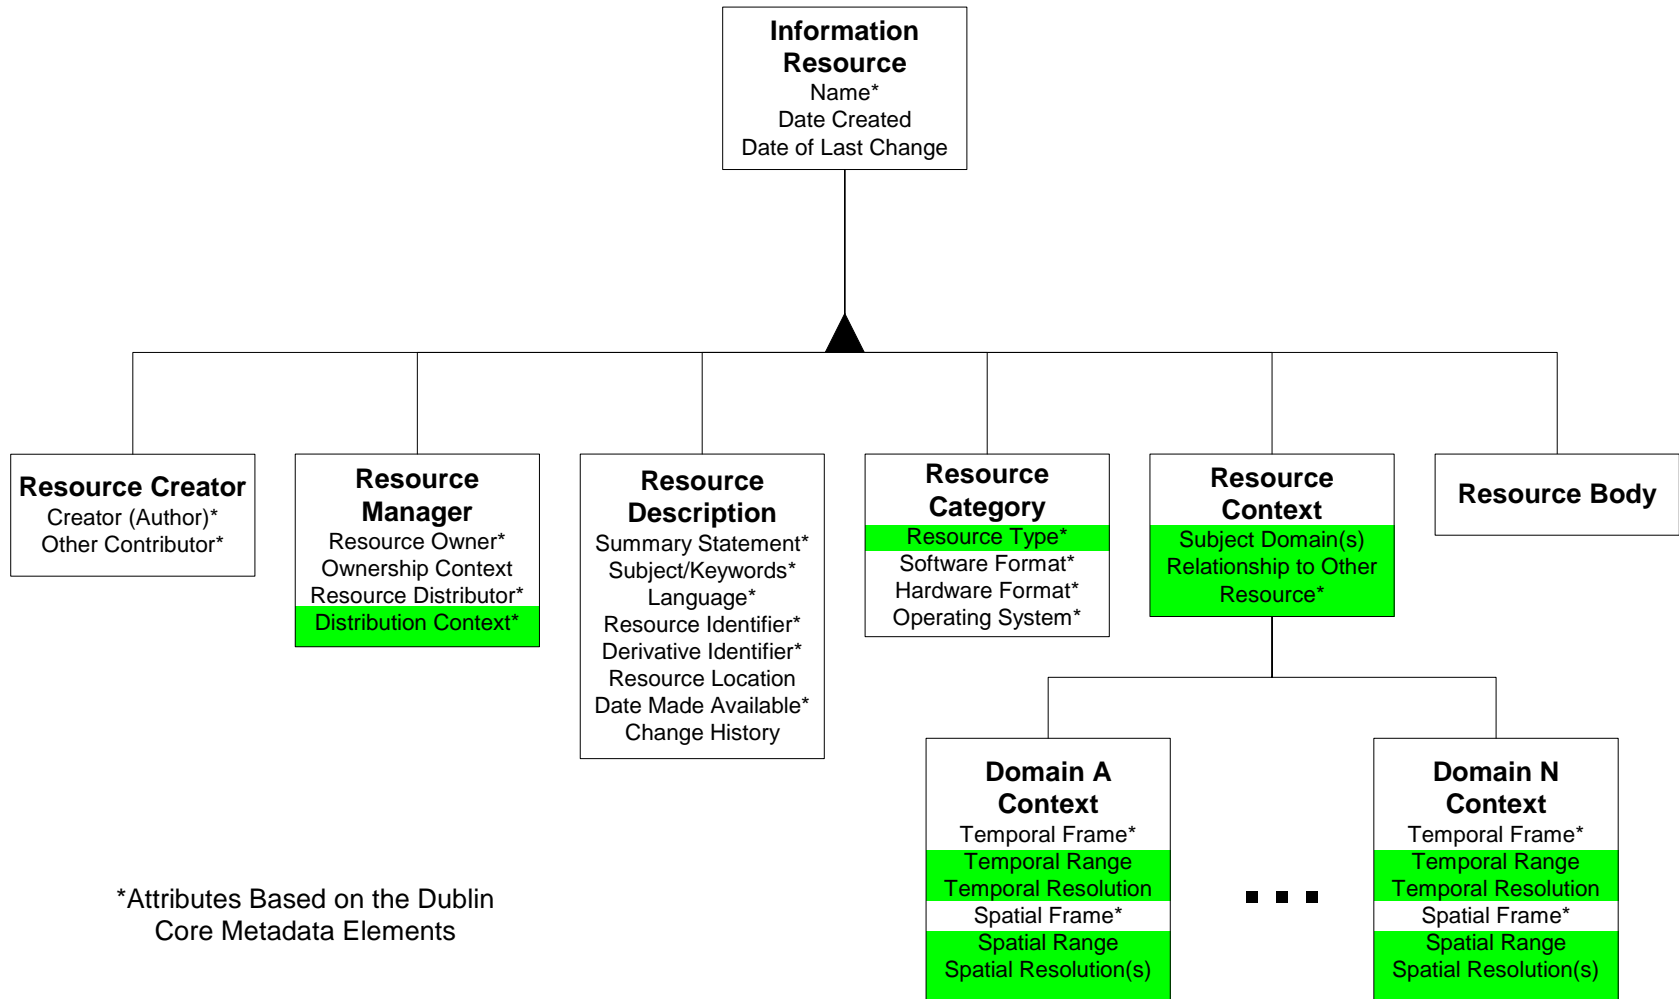 Information
Resource
Name*
Date Created
Date of Last Change
Resource Creator
Creator (Author)*
Other Contributor*
Resource
Manager
Resource Owner*
Ownership Context
Resource Distributor*
Distribution Context*
Resource
Description
Summary Statement*
Subject/Keywords*
Language*
Resource Identifier*
Derivative Identifier*
Resource Location
Date Made Available*
Change History
Resource
Category
Resource Type*
Software Format*
Hardware Format*
Operating System*
Resource
Context
Subject Domain(s)
Relationship to Other
Resource*
Resource Body
Domain A
Context
Temporal Frame*
Temporal Range
Temporal Resolution
Spatial Frame*
Spatial Range
Spatial Resolution(s)
Domain N
Context
Temporal Frame*
Temporal Range
Temporal Resolution
Spatial Frame*
Spatial Range
Spatial Resolution(s)
*Attributes Based on the Dublin
Core Metadata Elements